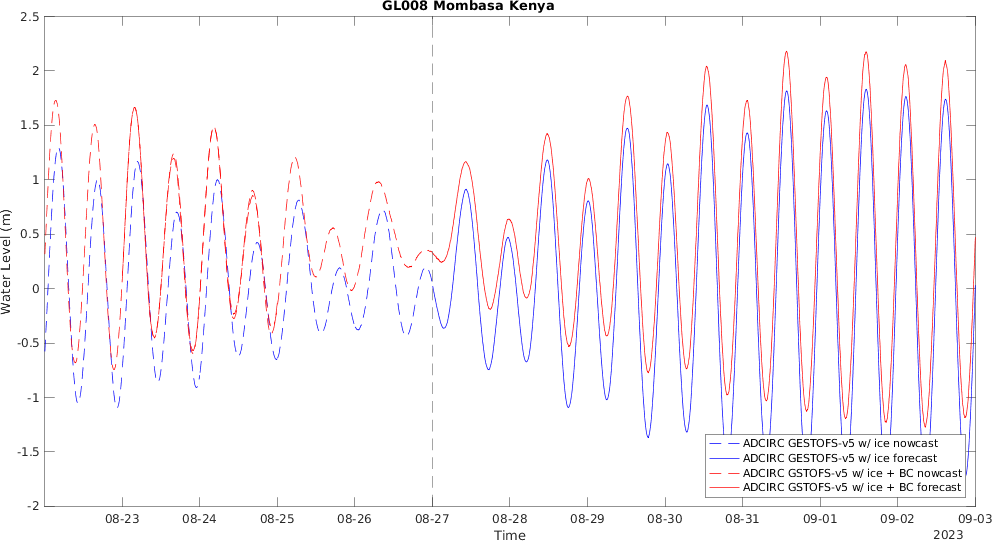 GL008 Mombasa Kenya
2.5
2
1.5
1
0.5
0
-0.5
-1
-1.5
-2
Water Level (m)
ADCIRC GESTOFS-v5 w/ ice nowcast
ADCIRC GESTOFS-v5 w/ ice forecast
ADCIRC GSTOFS-v5 w/ ice + BC nowcast
ADCIRC GSTOFS-v5 w/ ice + BC forecast
08-23 08-24 08-25 08-26 08-27 08-28 08-29 08-30 08-31 09-01 09-02 09-03
Time
2023